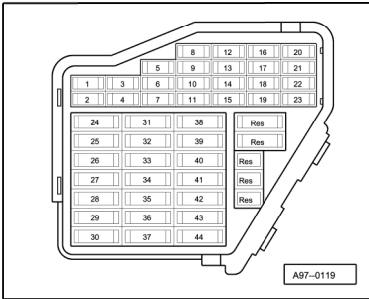 8 12 16 20
5 9 13 17 21
1 3 6 10 14 18 22
2 4 7 11 15 19 23
24 31 38 Res
25 32 39 Res
26 33 40 Res
27 34 41 Res
28 35 42 Res
29 36 43
30 37 44
A97--0119